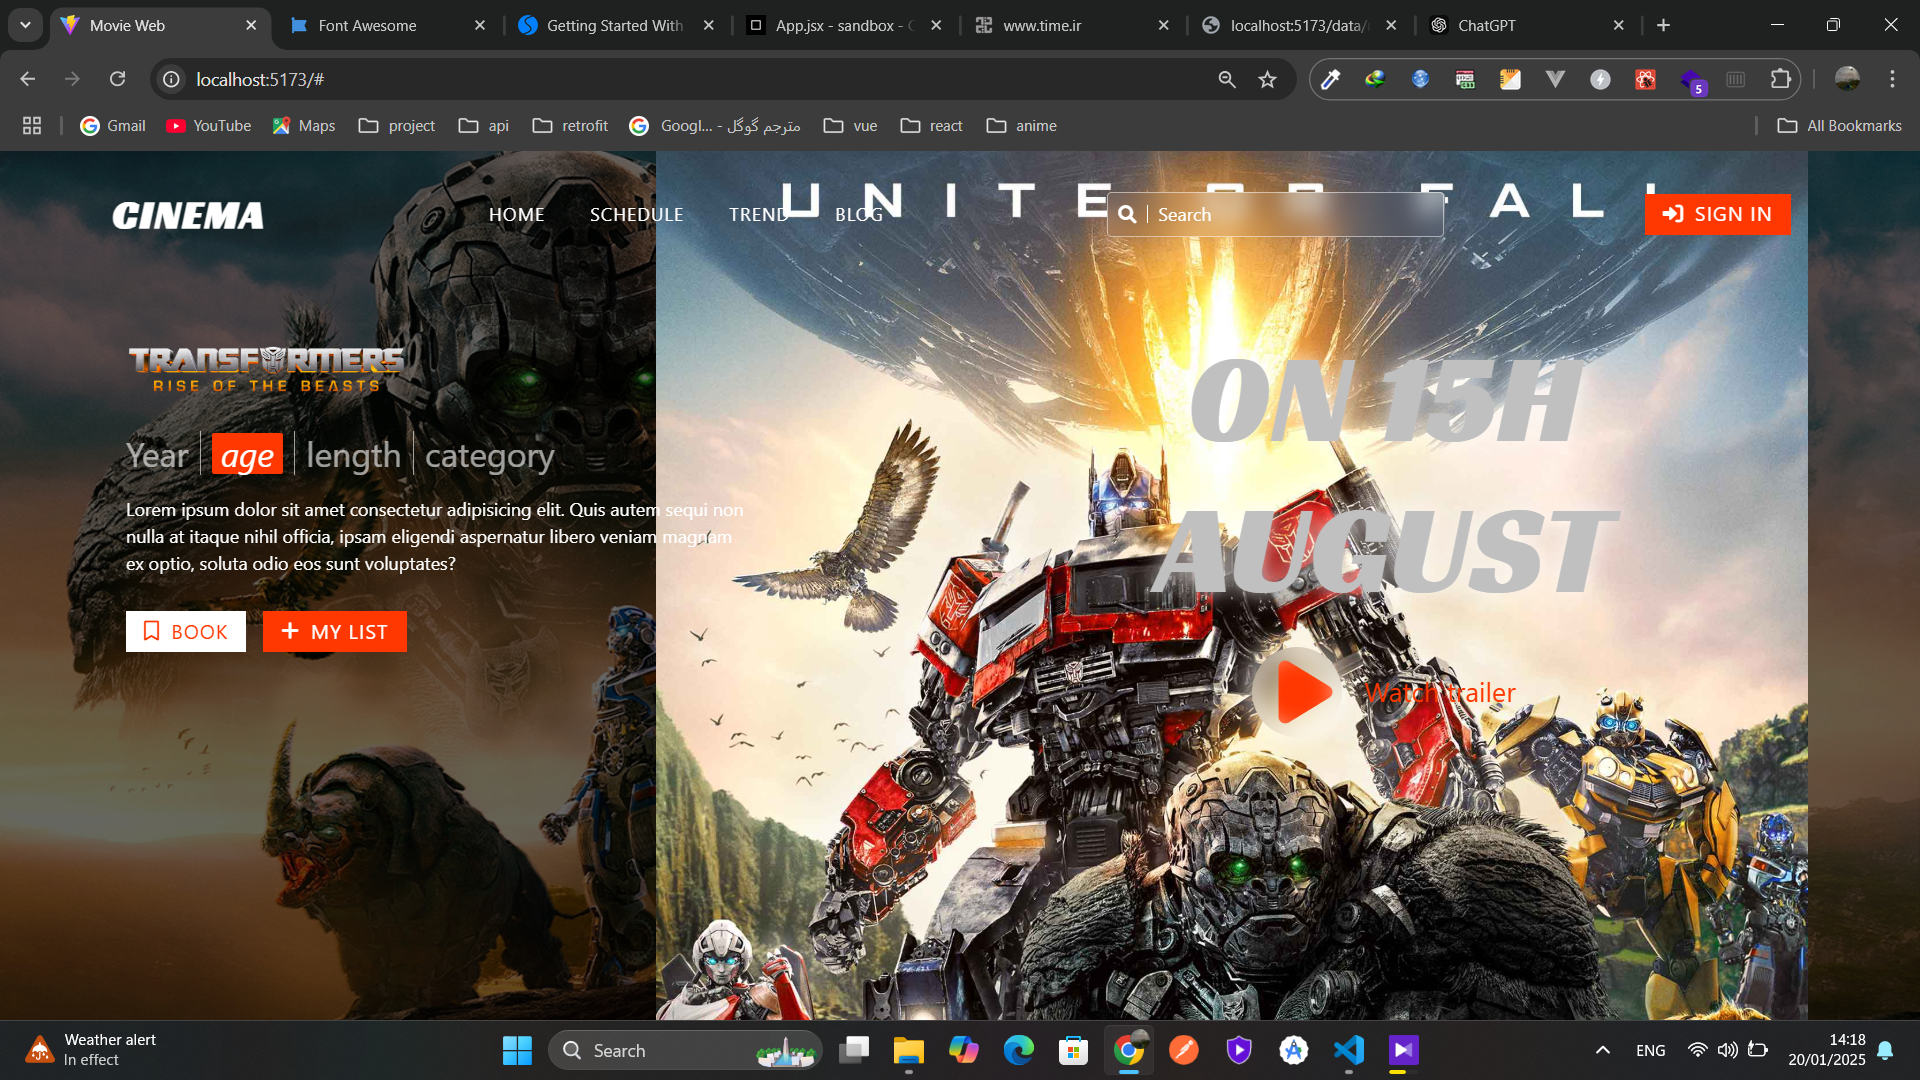 Movie Web
Font Awesome
Getting Started With
App.jsx - sandbox - C
www.time.ir
localhost:5173/data/
ChatGPT
localhost:5173/#
5
Gmail
YouTube
Maps
project
api
retrofit
Googl... - مترجم گوگل
vue
react
anime
All Bookmarks
UNITE OR FALL
CINEMA
HOME
SCHEDULE
TREND
BLOG
Search
SIGN IN
TRANSFORMERS
RISE OF THE BEASTS
ON 15H
AUGUST
Year
age
length
category
Lorem ipsum dolor sit amet consectetur adipisicing elit. Quis autem sequi non
nulla at itaque nihil officia, ipsam eligendi aspernatur libero veniam magnam
ex optio, soluta odio eos sunt voluptates?
BOOK
MY LIST
Watch trailer
Weather alert
In effect
Search
ENG
14:18
20/01/2025